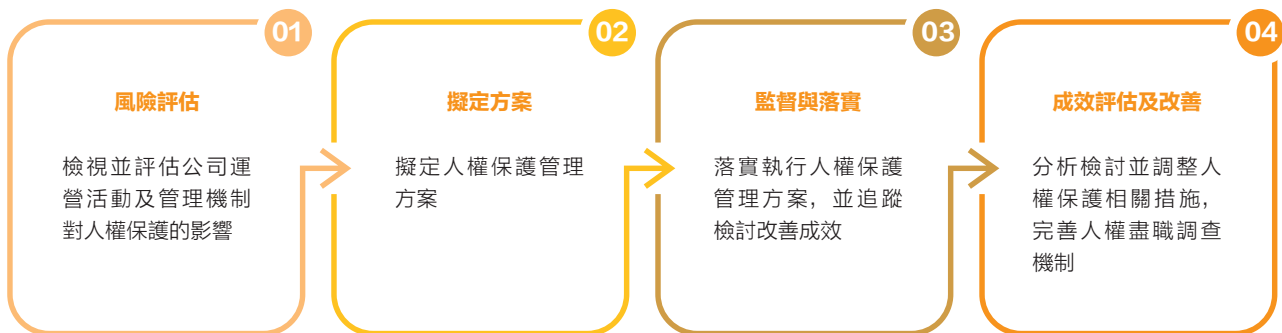 01
風險評估
檢視並評估公司運
營活動及管理機制
對人權保護的影響
02
擬定方案
擬定人權保護管理
方案
03
監督與落實
落實執行人權保護
管理方案，並追蹤
檢討改善成效
04
成效評估及改善
分析檢討並調整人
權保護相關措施，
完善人權盡職調查
機制